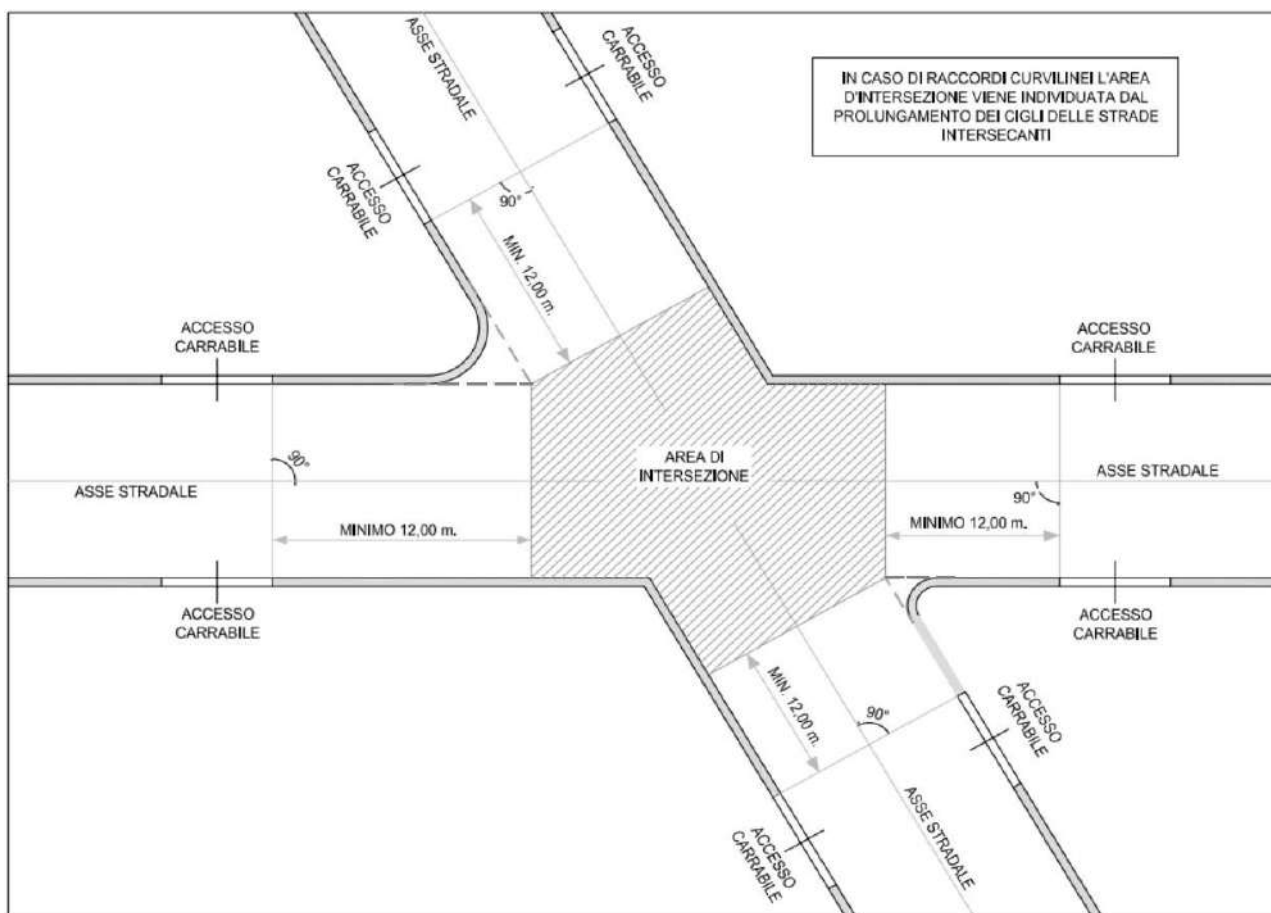 ASSE STRADALE
ACCESSO
CARRABILE
IN CASO DI RACCORDI CURVILINEI L'AREA
D'INTERSEZIONE VIENE INDIVIDUATA DAL
PROLUNGAMENTO DEI CIGLI DELLE STRADE
INTERSECANTI
ACCESSO
CARRABILE
90°
MIN. 12,00 m.
ACCESSO
CARRABILE
ACCESSO
CARRABILE
AREA DI
INTERSEZIONE
90°
ASSE STRADALE
ASSE STRADALE
90°
MINIMO 12,00 m.
MINIMO 12,00 m.
ACCESSO
CARRABILE
ACCESSO
CARRABILE
MIN. 12,00 m.
90°
ACCESSO
CARRABILE
ASSE STRADALE
ACCESSO
CARRABILE